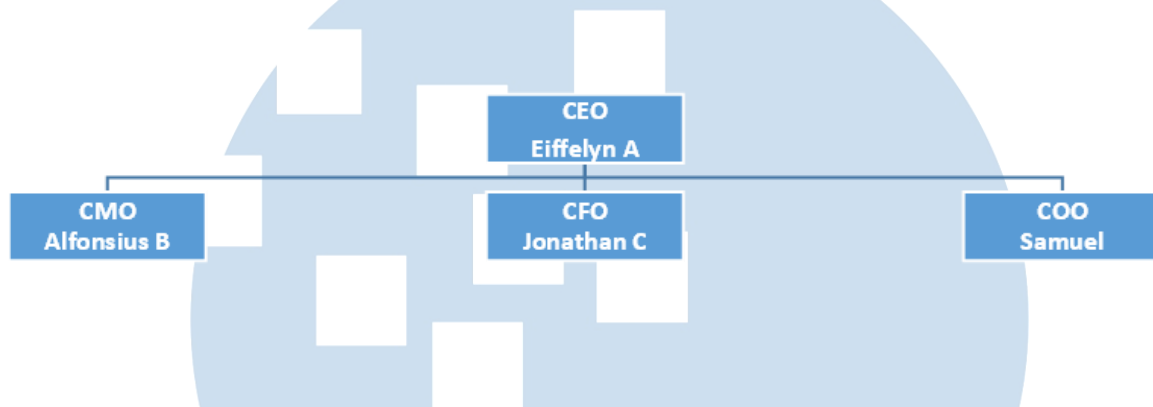 CEO
Eiffelyn A
CMO
Alfonsius B
CFO
Jonathan C
COO
Samuel